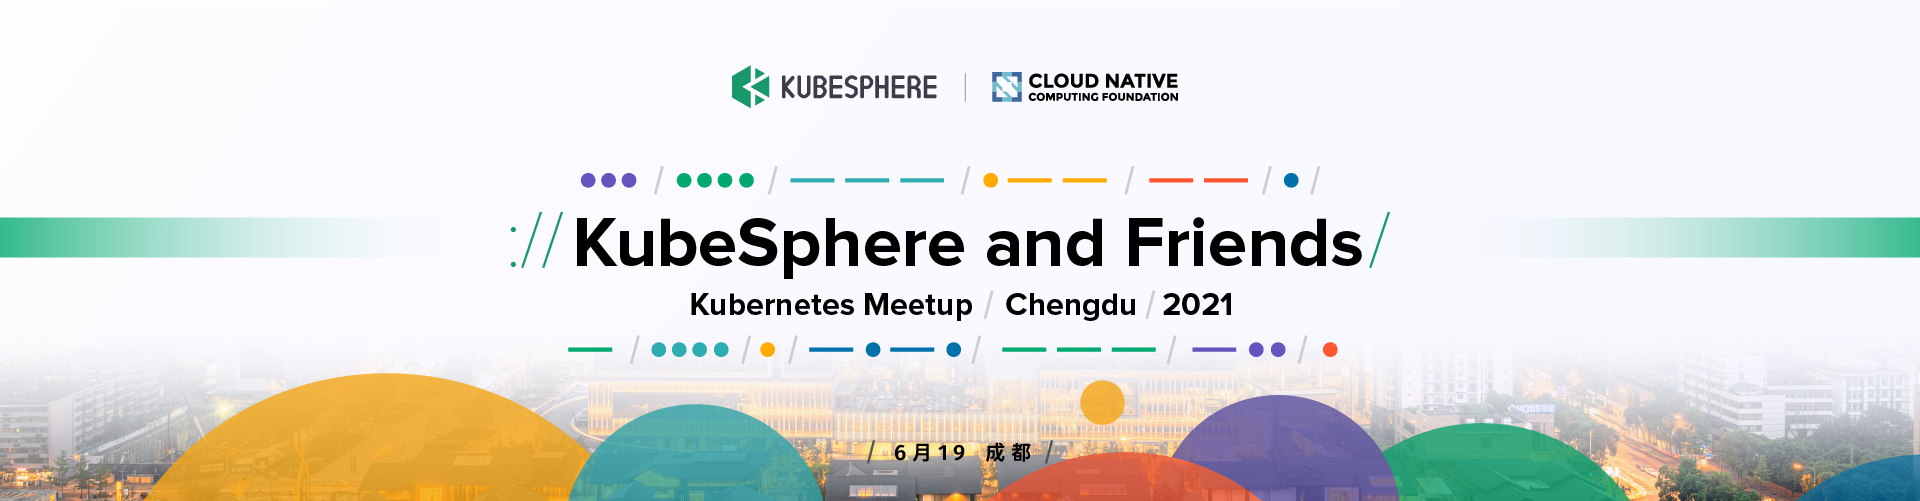 KUBESPHERE | CLOUD NATIVE
COMPUTING FOUNDATION
://KubeSphere and Friends/
Kubernetes Meetup / Chengdu / 2021
/ 6月19 成都 /